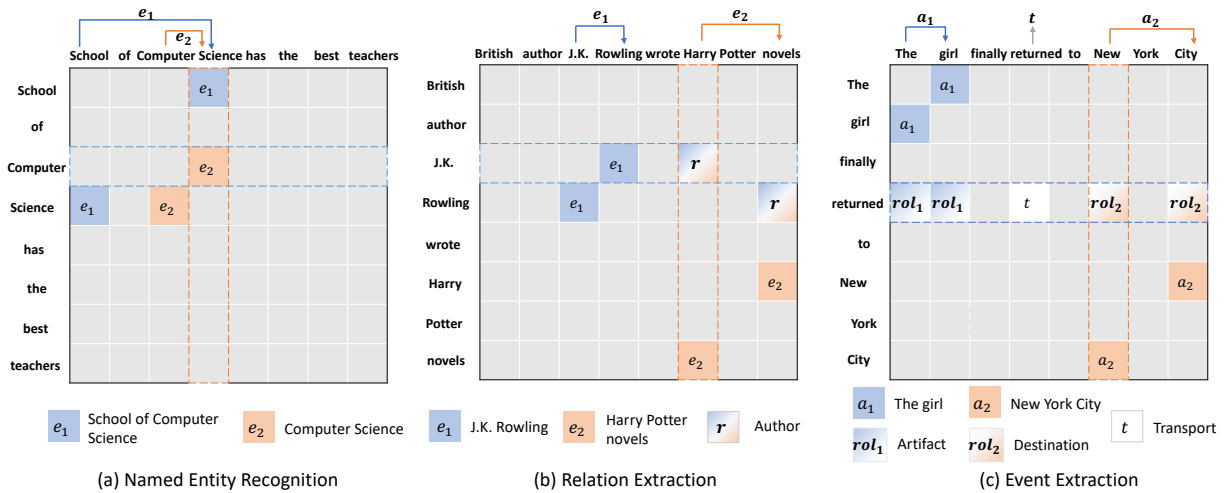 e1
e2
School of Computer Science has the best teachers
School
e1
of
Computer
e2
Science
e1
e2
has
the
best
teachers
e1
School of Computer Science
e2
Computer Science
(a) Named Entity Recognition
e1
e2
British author J.K. Rowling wrote Harry Potter novels
British
author
J.K.
e1
r
Rowling
e1
r
wrote
Harry
e2
Potter
novels
e2
e1
J.K. Rowling
e2
Harry Potter novels
r
Author
(b) Relation Extraction
a1
t
a2
The girl finally returned to New York City
The
a1
girl
a1
finally
returned
rol1
rol1
t
rol2
rol2
to
New
a2
York
City
a2
a1
The girl
a2
New York City
rol1
Artifact
rol2
Destination
t
Transport
(c) Event Extraction